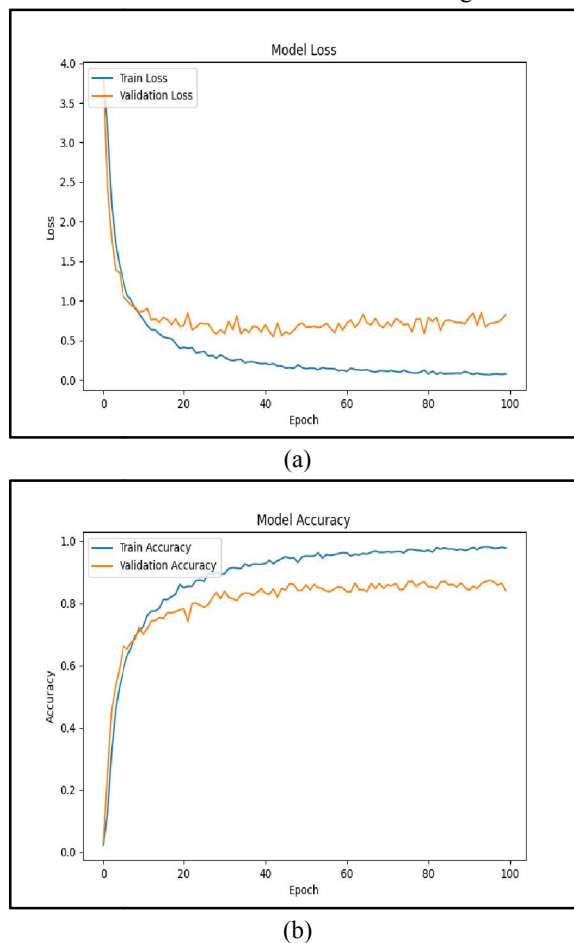 Model Loss
Train Loss
Validation Loss
4.0
3.5
3.0
2.5
2.0
1.5
1.0
0.5
0.0
Loss
0 20 40 60 80 100
Epoch
(a)
Model Accuracy
Train Accuracy
Validation Accuracy
1.0
0.8
0.6
0.4
0.2
0.0
Accuracy
0 20 40 60 80 100
Epoch
(b)